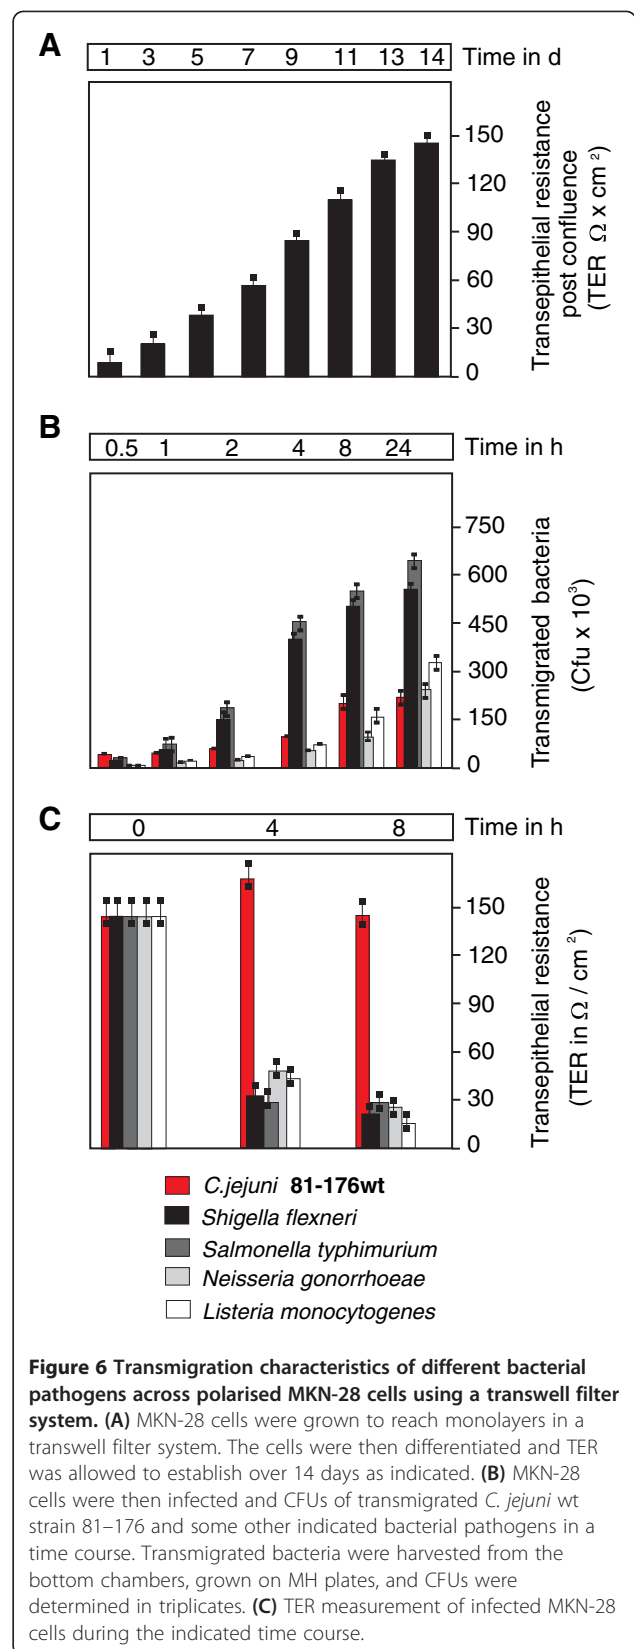 A
1 3 5 7 9 11 13 14 Time in d
150
120
90
60
30
0
Transepithelial resistance
post confluence
(TER Ω x cm²)
B
0.5 1 2 4 8 24 Time in h
750
600
450
300
150
0
Transmigrated bacteria
(Cfu x 10³)
C
0 4 8 Time in h
150
120
90
60
30
0
Transepithelial resistance
(TER in Ω / cm²)
C.jejuni 81-176wt
Shigella flexneri
Salmonella typhimurium
Neisseria gonorrhoeae
Listeria monocytogenes
Figure 6 Transmigration characteristics of different bacterial
pathogens across polarised MKN-28 cells using a transwell filter
system. (A) MKN-28 cells were grown to reach monolayers in a
transwell filter system. The cells were then differentiated and TER
was allowed to establish over 14 days as indicated. (B) MKN-28
cells were then infected and CFUs of transmigrated C. jejuni wt
strain 81–176 and some other indicated bacterial pathogens in a
time course. Transmigrated bacteria were harvested from the
bottom chambers, grown on MH plates, and CFUs were
determined in triplicates. (C) TER measurement of infected MKN-28
cells during the indicated time course.